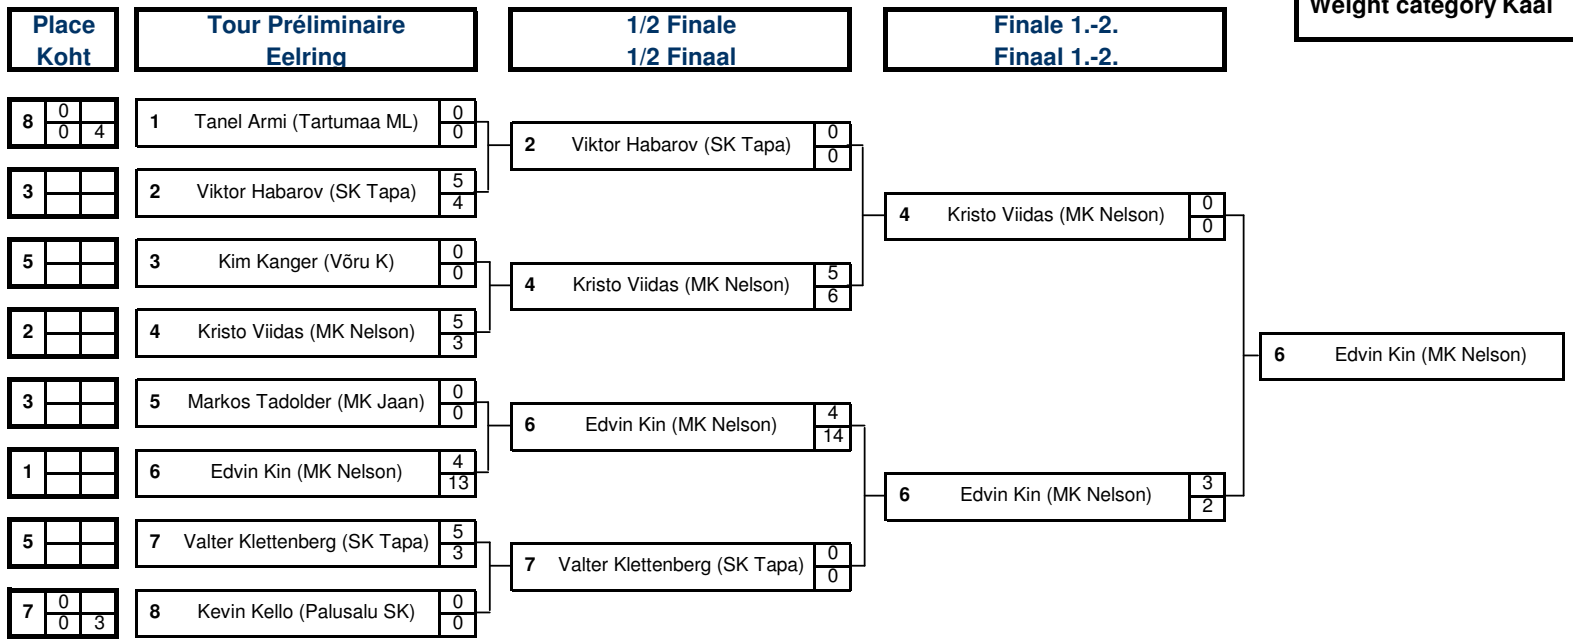 Weight category Kaal
Place Tour Préliminaire 1/2 Finale Finale 1.-2.
Koht Eelring 1/2 Finaal Finaal 1.-2.
8 0 0 4 1 Tanel Armi (Tartumaa ML) 0 0
2 Viktor Habarov (SK Tapa) 0 0
3 2 Viktor Habarov (SK Tapa) 5 4
4 Kristo Viidas (MK Nelson) 0 0
5 3 Kim Kanger (Võru K) 0 0
4 Kristo Viidas (MK Nelson) 5 6
2 4 Kristo Viidas (MK Nelson) 5 3
6 Edvin Kin (MK Nelson)
3 5 Markos Tadolder (MK Jaan) 0 0
6 Edvin Kin (MK Nelson) 4 14
1 6 Edvin Kin (MK Nelson) 4 13
6 Edvin Kin (MK Nelson) 3 2
5 7 Valter Klettenberg (SK Tapa) 5 3
7 Valter Klettenberg (SK Tapa) 0 0
7 0 0 3 8 Kevin Kello (Palusalu SK) 0 0